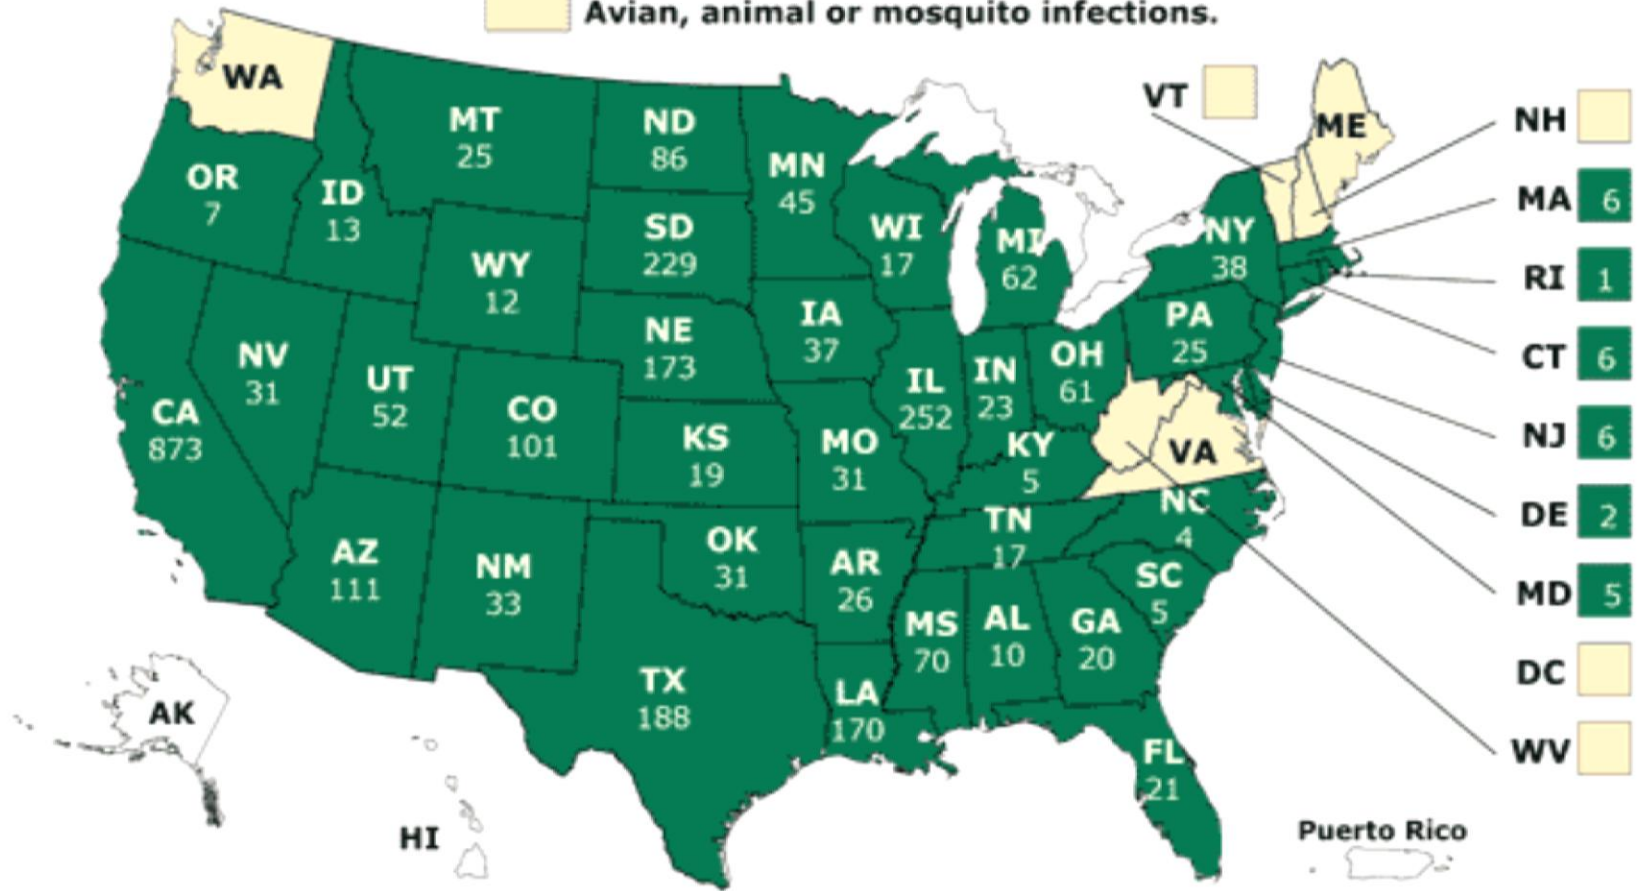 Avian, animal or mosquito infections.
WA
VT
NH
ME
MT
25
ND
86
MN
45
OR
7
ID
13
MA 6
SD
229
WI
17
MI
62
NY
38
WY
12
RI 1
IA
37
PA
25
NE
173
NV
31
IL
252
IN
23
OH
61
CT 6
UT
52
CO
101
CA
873
KS
19
MO
31
KY
5
VA
NJ 6
NC
4
TN
17
DE 2
AZ
111
NM
33
OK
31
AR
26
SC
5
MD 5
MS
70
AL
10
GA
20
TX
188
LA
170
DC
AK
FL
21
WV
HI
Puerto Rico